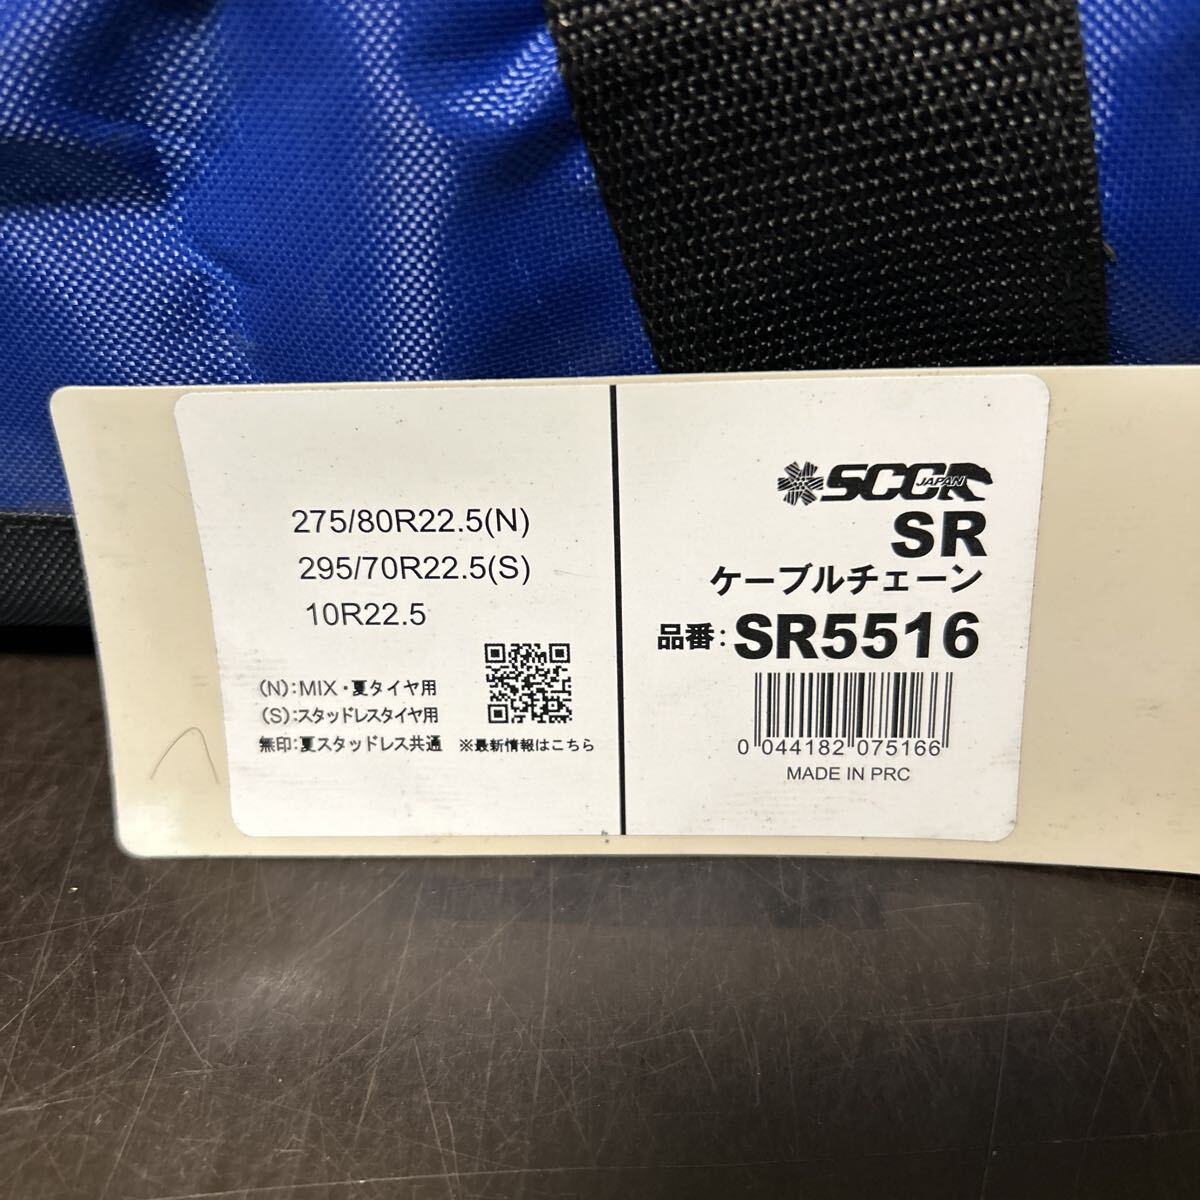 275/80R22.5(N)
295/70R22.5(S)
10R22.5
(N):MIX・夏タイヤ用
(S):スタッドレスタイヤ用
無印:夏スタッドレス共通 ※最新情報はこちら
SCCR JAPAN
SR
ケーブルチェーン
品番:SR5516
0 044182 075166
MADE IN PRC